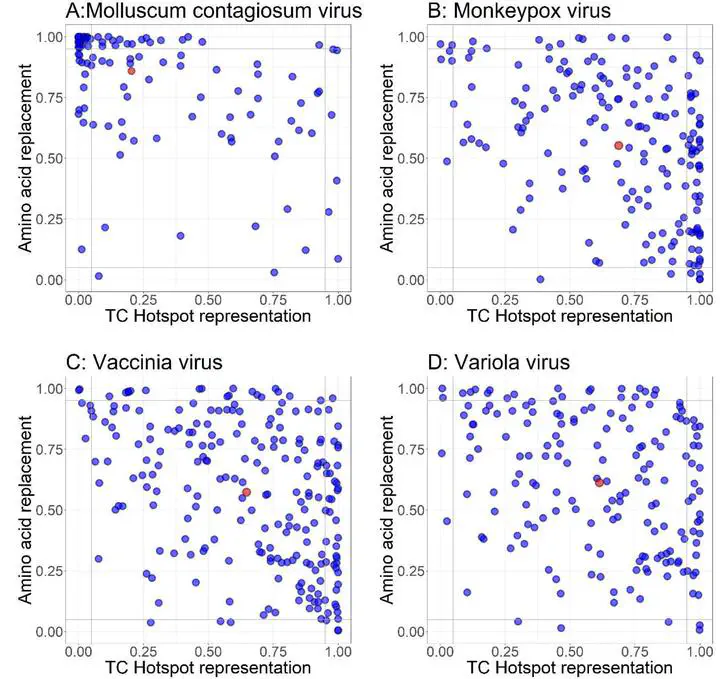 A:Molluscum contagiosum virus
B: Monkeypox virus
Amino acid replacement
1.00
0.75
0.50
0.25
0.00
0.00 0.25 0.50 0.75 1.00
TC Hotspot representation
Amino acid replacement
1.00
0.75
0.50
0.25
0.00
0.00 0.25 0.50 0.75 1.00
TC Hotspot representation
C: Vaccinia virus
D: Variola virus
Amino acid replacement
1.00
0.75
0.50
0.25
0.00
0.00 0.25 0.50 0.75 1.00
TC Hotspot representation
Amino acid replacement
1.00
0.75
0.50
0.25
0.00
0.00 0.25 0.50 0.75 1.00
TC Hotspot representation